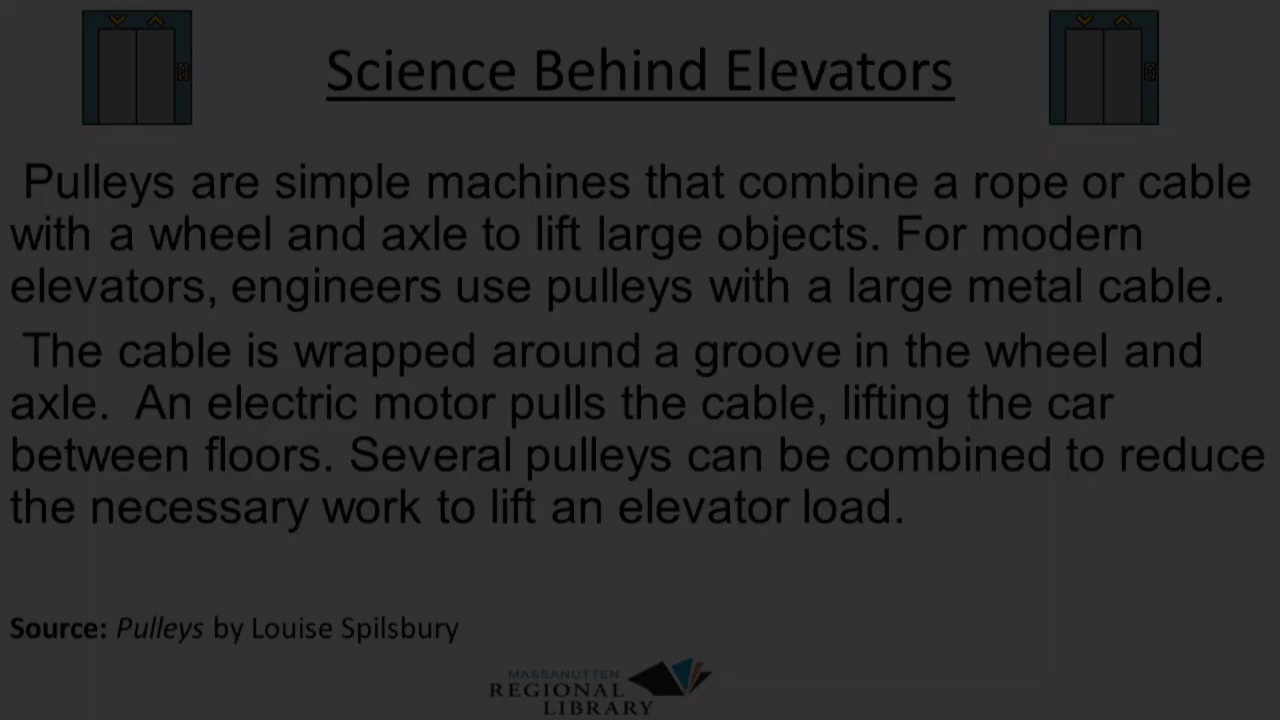 Science Behind Elevators
Pulleys are simple machines that combine a rope or cable
with a wheel and axle to lift large objects. For modern
elevators, engineers use pulleys with a large metal cable.
The cable is wrapped around a groove in the wheel and
axle.  An electric motor pulls the cable, lifting the car
between floors. Several pulleys can be combined to reduce
the necessary work to lift an elevator load.
Source: Pulleys by Louise Spilsbury
MASSANUTTEN
REGIONAL
LIBRARY